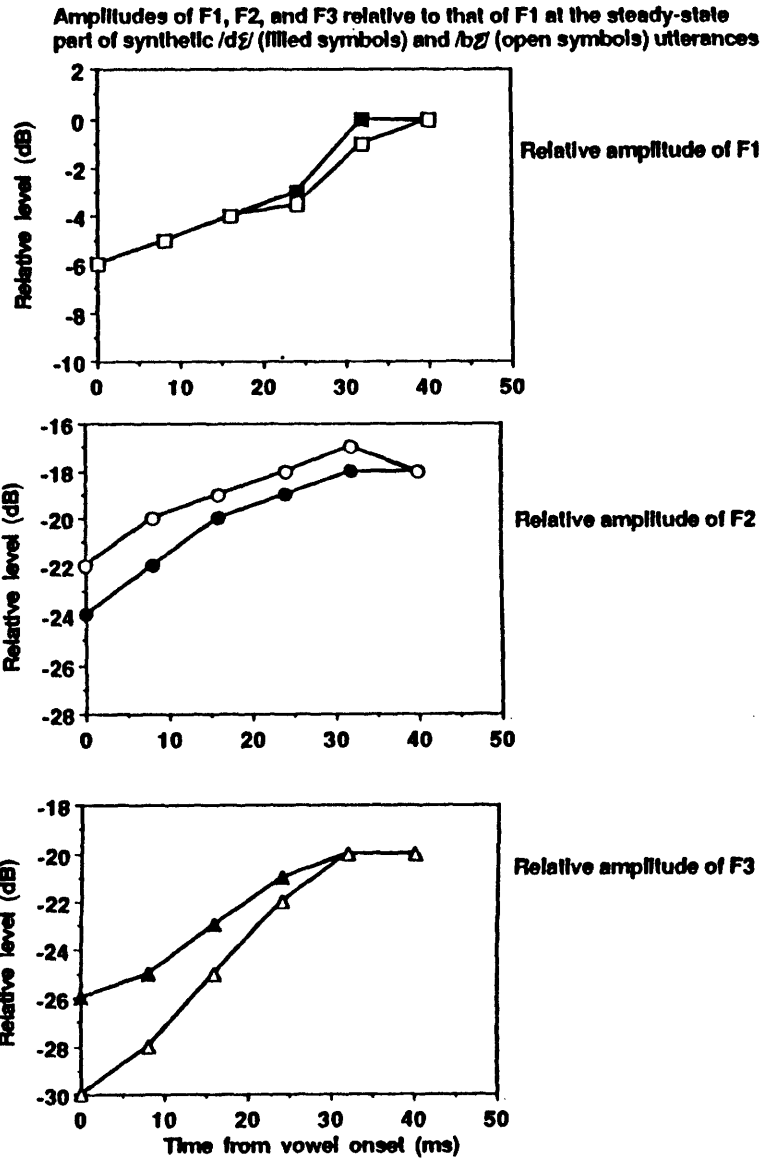 Amplitudes of F1, F2, and F3 relative to that of F1 at the steady-state
part of synthetic /dƸ/ (filled symbols) and /bƸ/ (open symbols) utterances
2
0
-2
-4
-6
-8
-10
Relative level (dB)
0 10 20 30 40 50
Relative amplitude of F1
-16
-18
-20
-22
-24
-26
-28
Relative level (dB)
0 10 20 30 40 50
Relative amplitude of F2
-18
-20
-22
-24
-26
-28
-30
Relative level (dB)
0 10 20 30 40 50
Relative amplitude of F3
Time from vowel onset (ms)